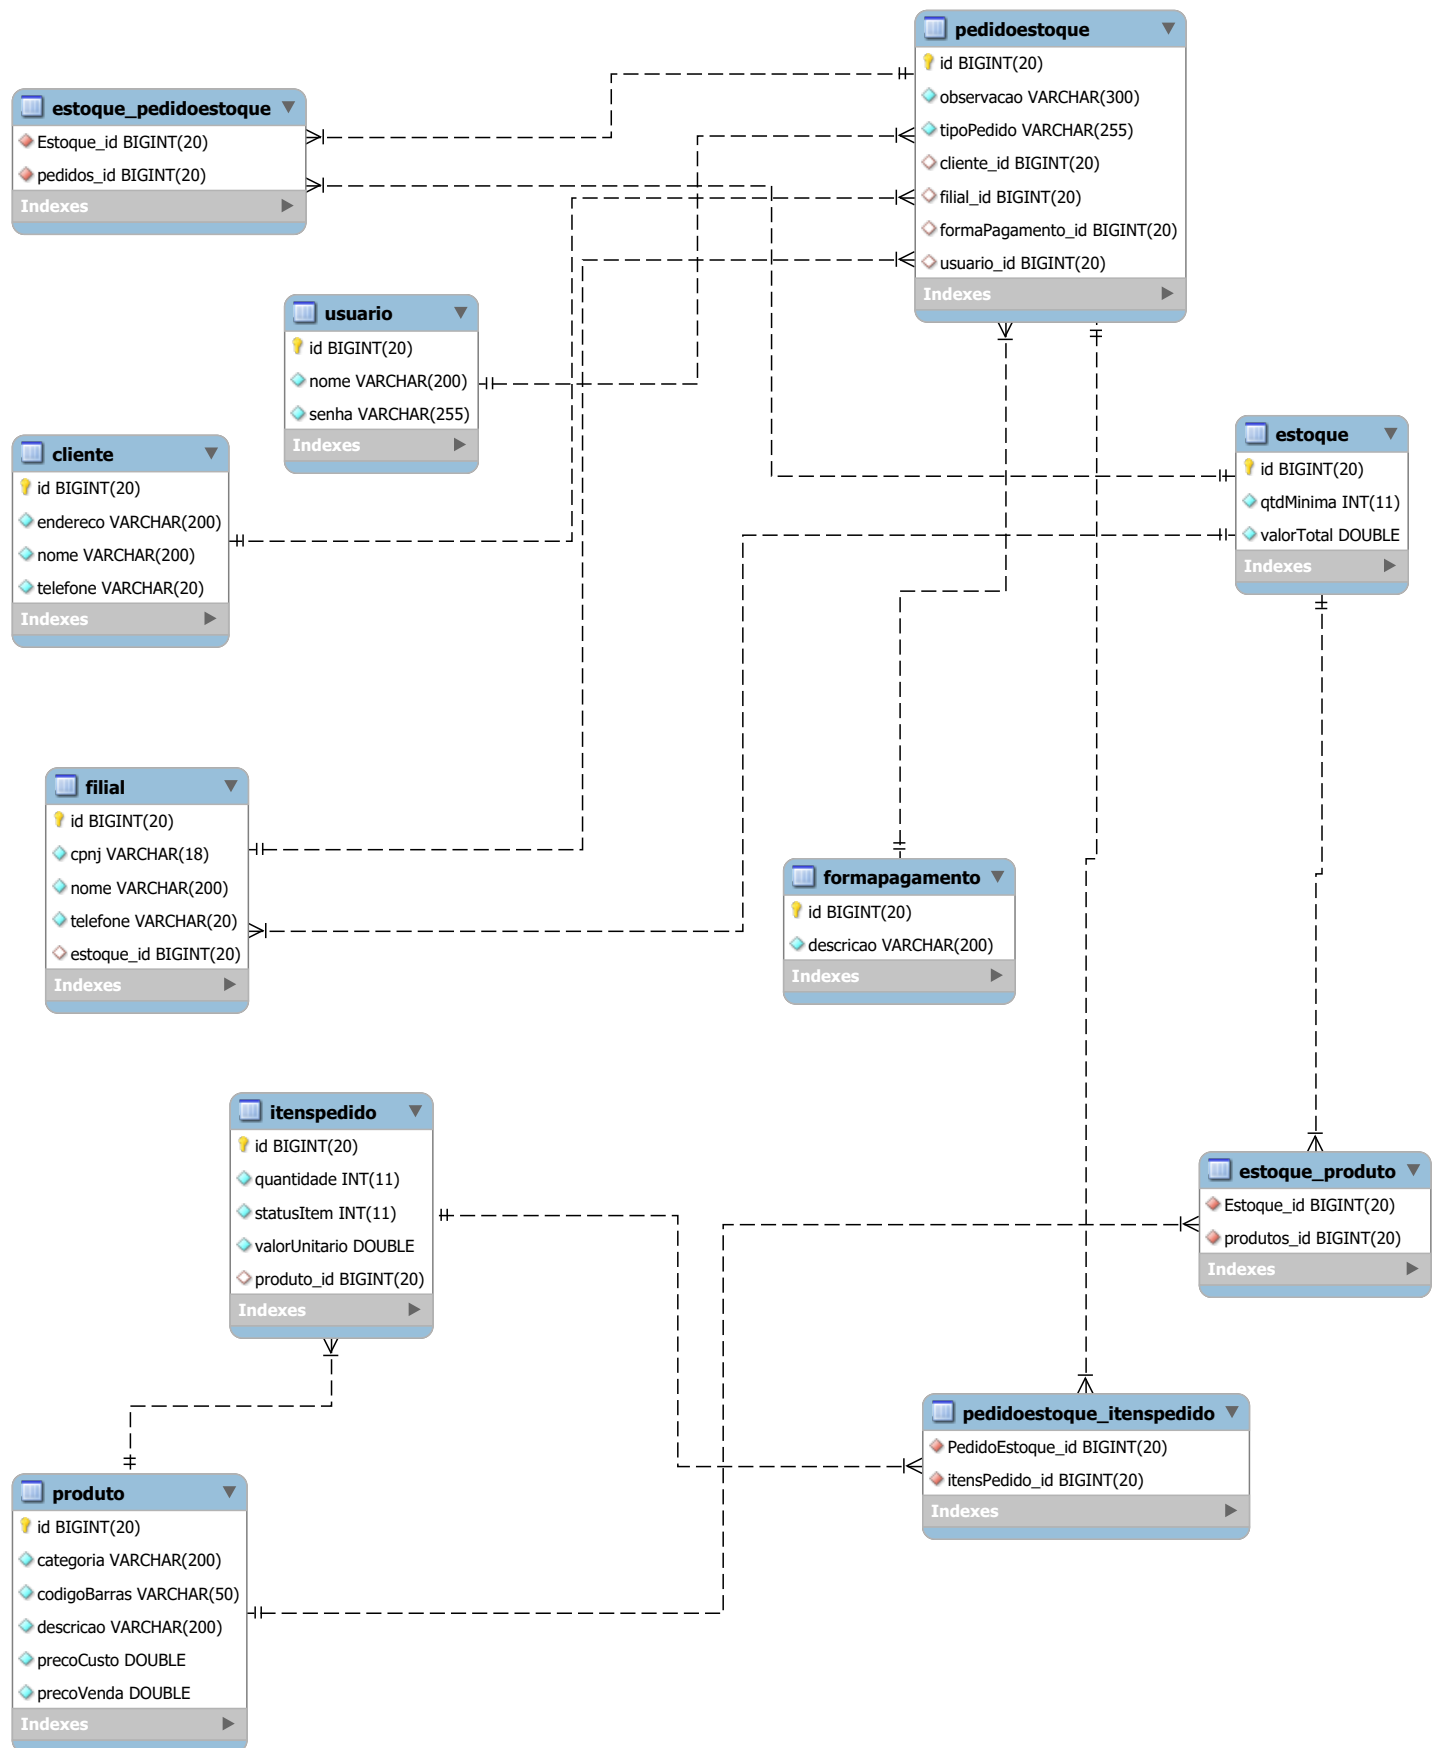 pedidoestoque
id BIGINT(20)
observacao VARCHAR(300)
tipoPedido VARCHAR(255)
cliente_id BIGINT(20)
filial_id BIGINT(20)
formaPagamento_id BIGINT(20)
usuario_id BIGINT(20)
Indexes
estoque_pedidoestoque
Estoque_id BIGINT(20)
pedidos_id BIGINT(20)
Indexes
usuario
id BIGINT(20)
nome VARCHAR(200)
senha VARCHAR(255)
Indexes
cliente
id BIGINT(20)
endereco VARCHAR(200)
nome VARCHAR(200)
telefone VARCHAR(20)
Indexes
estoque
id BIGINT(20)
qtdMinima INT(11)
valorTotal DOUBLE
Indexes
filial
id BIGINT(20)
cpnj VARCHAR(18)
nome VARCHAR(200)
telefone VARCHAR(20)
estoque_id BIGINT(20)
Indexes
formapagamento
id BIGINT(20)
descricao VARCHAR(200)
Indexes
itenspedido
id BIGINT(20)
quantidade INT(11)
statusItem INT(11)
valorUnitario DOUBLE
produto_id BIGINT(20)
Indexes
estoque_produto
Estoque_id BIGINT(20)
produtos_id BIGINT(20)
Indexes
pedidoestoque_itenspedido
PedidoEstoque_id BIGINT(20)
itensPedido_id BIGINT(20)
Indexes
produto
id BIGINT(20)
categoria VARCHAR(200)
codigoBarras VARCHAR(50)
descricao VARCHAR(200)
precoCusto DOUBLE
precoVenda DOUBLE
Indexes